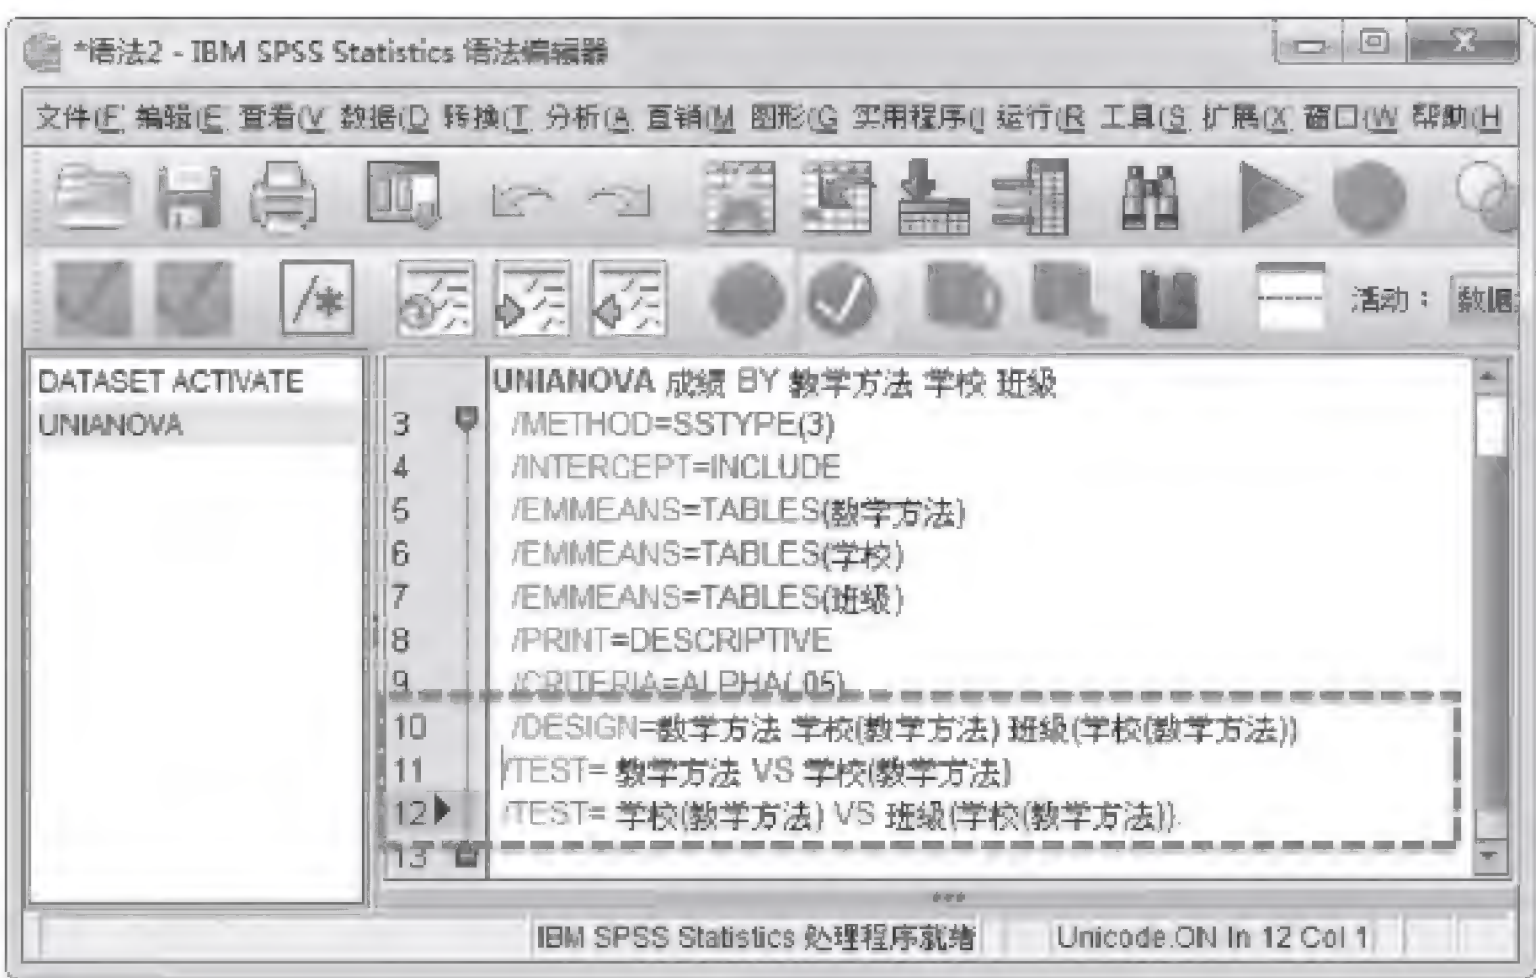 *语法2 - IBM SPSS Statistics 语法编辑器
文件(F 编辑(E 查看(V 数据(D 转换(T 分析(A 直销(M 图形(G 实用程序(I 运行(R 工具(S 扩展(X 窗口(W 帮助(H
/*
活动： 数据
DATASET ACTIVATE
UNIANOVA
UNIANOVA 成绩 BY 教学方法 学校 班级
3 /METHOD=SSTYPE(3)
4 /INTERCEPT=INCLUDE
5 /EMMEANS=TABLES(教学方法)
6 /EMMEANS=TABLES(学校)
7 /EMMEANS=TABLES(班级)
8 /PRINT=DESCRIPTIVE
9 /CRITERIA=ALPHA(.05)
10 /DESIGN=教学方法 学校(教学方法) 班级(学校(教学方法))
11 /TEST= 教学方法 VS 学校(教学方法)
12 /TEST= 学校(教学方法) VS 班级(学校(教学方法)).
13
IBM SPSS Statistics 处理程序就绪 Unicode:ON In 12 Col 1